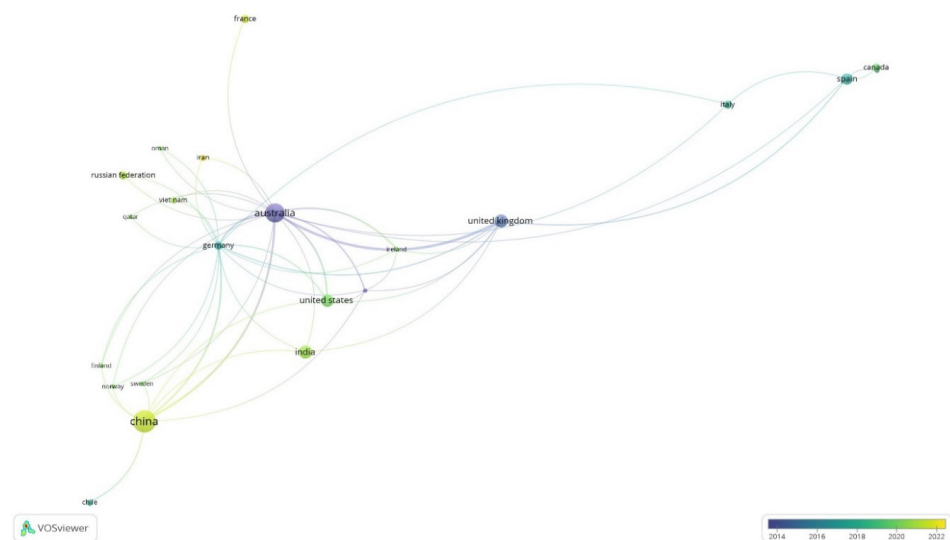 france
canada
spain
italy
oman
iran
russian federation
viet nam
australia
qatar
united kingdom
germany
ireland
united states
india
finland
norway
sweden
china
chile
VOSviewer
2014 2016 2018 2020 2022